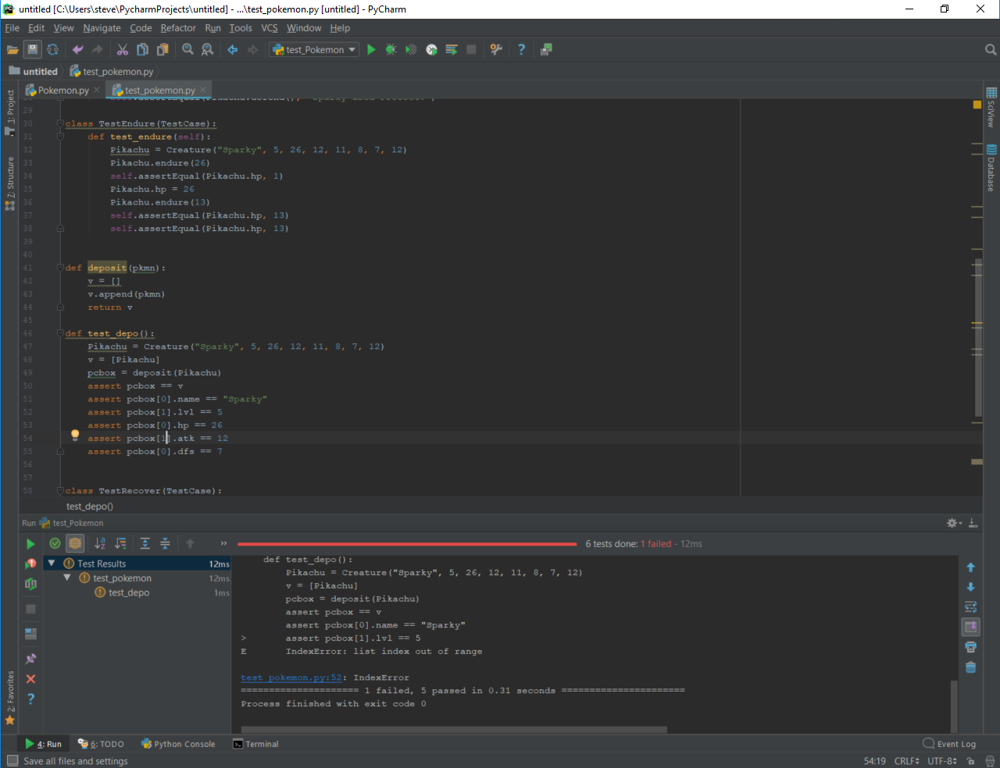 untitled [C:\Users\steve\PycharmProjects\untitled] - ...\test_pokemon.py [untitled] - PyCharm
File Edit View Navigate Code Refactor Run Tools VCS Window Help
test_Pokemon
untitled test_pokemon.py
Pokemon.py test_pokemon.py
29
30 class TestEndure(TestCase):
31 def test_endure(self):
32 Pikachu = Creature("Sparky", 5, 26, 12, 11, 8, 7, 12)
33 Pikachu.endure(26)
34 self.assertEqual(Pikachu.hp, 1)
35 Pikachu.hp = 26
36 Pikachu.endure(13)
37 self.assertEqual(Pikachu.hp, 13)
38 self.assertEqual(Pikachu.hp, 13)
39
40
41 def deposit(pkmn):
42 v = []
43 v.append(pkmn)
44 return v
45
46 def test_depo():
47 Pikachu = Creature("Sparky", 5, 26, 12, 11, 8, 7, 12)
48 v = [Pikachu]
49 pcbox = deposit(Pikachu)
50 assert pcbox == v
51 assert pcbox[0].name == "Sparky"
52 assert pcbox[1].lvl == 5
53 assert pcbox[0].hp == 26
54 assert pcbox[1].atk == 12
55 assert pcbox[0].dfs == 7
56
57
58 class TestRecover(TestCase):
test_depo()
1: Project
7: Structure
2: Favorites
SciView
Database
Run test_Pokemon
6 tests done: 1 failed - 12ms
Test Results 12ms
test_pokemon 12ms
test_depo 1ms
def test_depo():
Pikachu = Creature("Sparky", 5, 26, 12, 11, 8, 7, 12)
v = [Pikachu]
pcbox = deposit(Pikachu)
assert pcbox == v
assert pcbox[0].name == "Sparky"
> assert pcbox[1].lvl == 5
E IndexError: list index out of range
test_pokemon.py:52: IndexError
===================== 1 failed, 5 passed in 0.31 seconds ======================
Process finished with exit code 0
4: Run 6: TODO Python Console Terminal Event Log
Save all files and settings 54:19 CRLF UTF-8